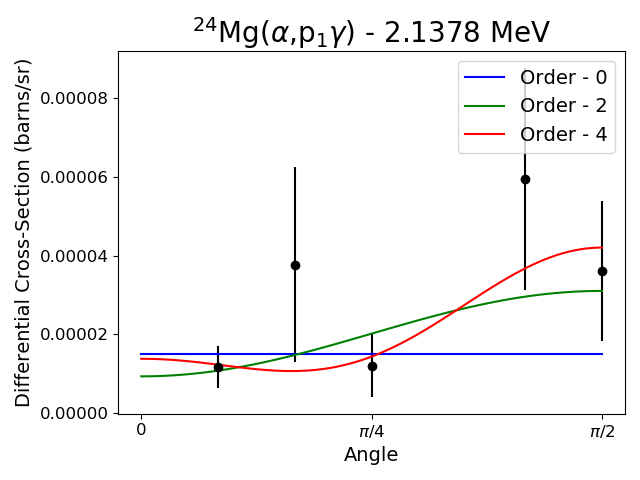 ²⁴Mg(α,p₁γ) - 2.1378 MeV
Order - 0
Order - 2
Order - 4
Differential Cross-Section (barns/sr)
0.00008
0.00006
0.00004
0.00002
0.00000
0
π/4
π/2
Angle